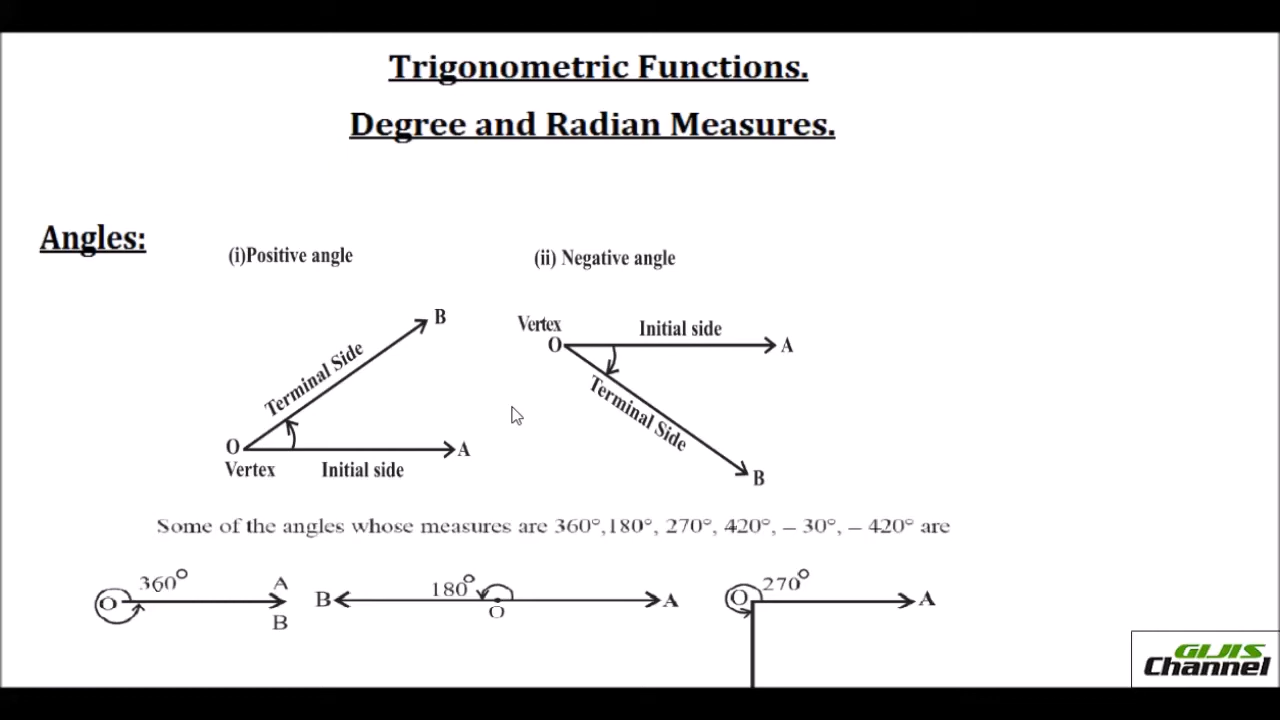 Trigonometric Functions.
Degree and Radian Measures.
Angles:
(i)Positive angle
(ii) Negative angle
B
Terminal Side
O
A
Vertex
Initial side
Vertex
Initial side
O
A
Terminal Side
B
Some of the angles whose measures are 360°,180°, 270°, 420°, – 30°, – 420° are
360°
A
O
B
B
180°
A
O
O
270°
A
GIJIS
Channel